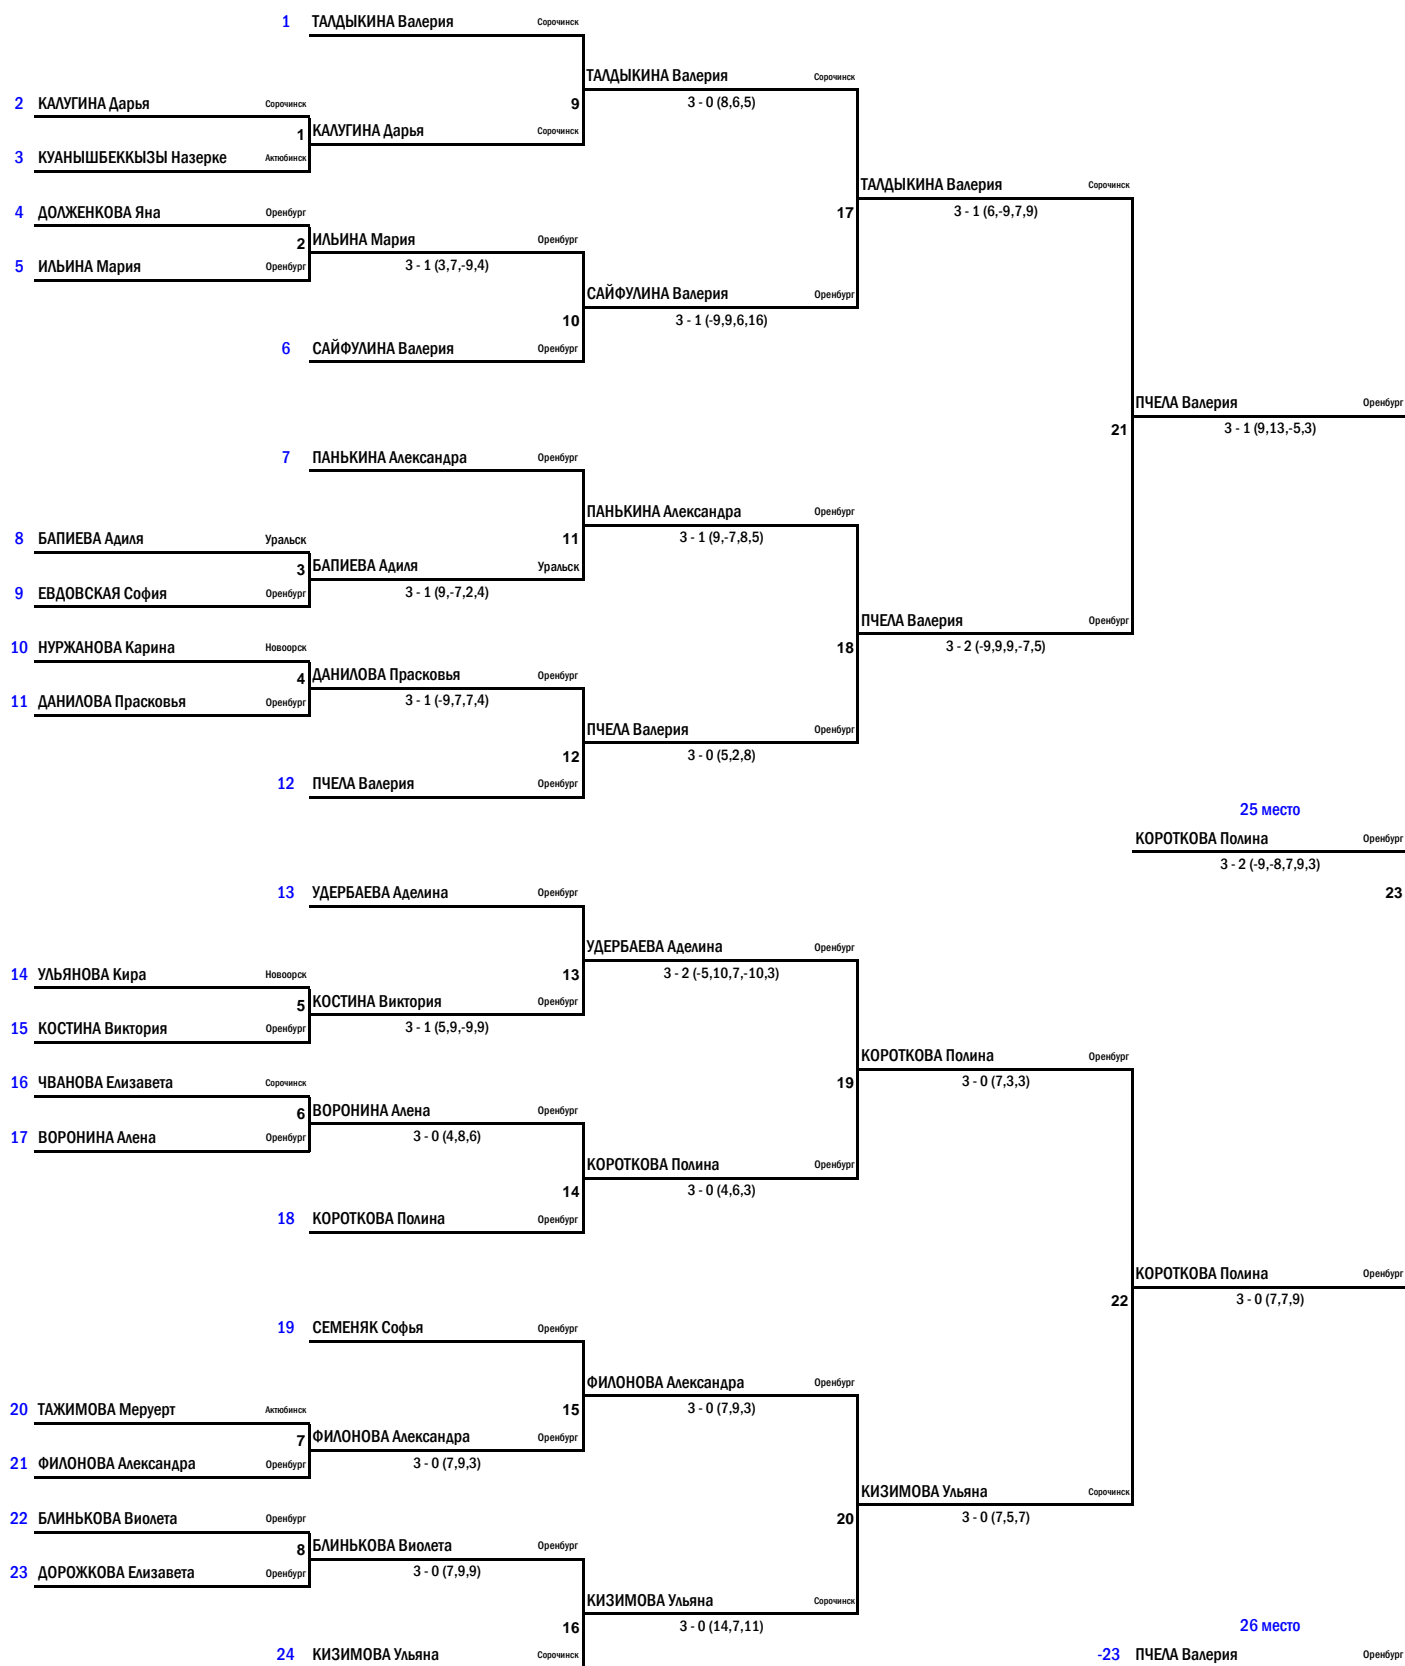 1 ТАЛДЫКИНА Валерия Сорочинск
ТАЛДЫКИНА Валерия Сорочинск
2 КАЛУГИНА Дарья Сорочинск 9 3 - 0 (8,6,5)
1 КАЛУГИНА Дарья Сорочинск
3 КУАНЫШБЕККЫЗЫ Назерке Актюбинск
ТАЛДЫКИНА Валерия Сорочинск
4 ДОЛЖЕНКОВА Яна Оренбург 17 3 - 1 (6,-9,7,9)
2 ИЛЬИНА Мария Оренбург
5 ИЛЬИНА Мария Оренбург 3 - 1 (3,7,-9,4)
САЙФУЛИНА Валерия Оренбург
10 3 - 1 (-9,9,6,16)
6 САЙФУЛИНА Валерия Оренбург
ПЧЕЛА Валерия Оренбург
21 3 - 1 (9,13,-5,3)
7 ПАНЬКИНА Александра Оренбург
ПАНЬКИНА Александра Оренбург
8 БАПИЕВА Адиля Уральск 11 3 - 1 (9,-7,8,5)
3 БАПИЕВА Адиля Уральск
9 ЕВДОВСКАЯ София Оренбург 3 - 1 (9,-7,2,4)
ПЧЕЛА Валерия Оренбург
10 НУРЖАНОВА Карина Новоорск 18 3 - 2 (-9,9,9,-7,5)
4 ДАНИЛОВА Прасковья Оренбург
11 ДАНИЛОВА Прасковья Оренбург 3 - 1 (-9,7,7,4)
ПЧЕЛА Валерия Оренбург
12 3 - 0 (5,2,8)
12 ПЧЕЛА Валерия Оренбург
25 место
КОРОТКОВА Полина Оренбург
3 - 2 (-9,-8,7,9,3)
13 УДЕРБАЕВА Аделина Оренбург 23
УДЕРБАЕВА Аделина Оренбург
14 УЛЬЯНОВА Кира Новоорск 13 3 - 2 (-5,10,7,-10,3)
5 КОСТИНА Виктория Оренбург
15 КОСТИНА Виктория Оренбург 3 - 1 (5,9,-9,9)
КОРОТКОВА Полина Оренбург
16 ЧВАНОВА Елизавета Сорочинск 19 3 - 0 (7,3,3)
6 ВОРОНИНА Алена Оренбург
17 ВОРОНИНА Алена Оренбург 3 - 0 (4,8,6)
КОРОТКОВА Полина Оренбург
14 3 - 0 (4,6,3)
18 КОРОТКОВА Полина Оренбург
КОРОТКОВА Полина Оренбург
22 3 - 0 (7,7,9)
19 СЕМЕНЯК Софья Оренбург
ФИЛОНОВА Александра Оренбург
20 ТАЖИМОВА Меруерт Актюбинск 15 3 - 0 (7,9,3)
7 ФИЛОНОВА Александра Оренбург
21 ФИЛОНОВА Александра Оренбург 3 - 0 (7,9,3)
КИЗИМОВА Ульяна Сорочинск
22 БЛИНЬКОВА Виолета Оренбург 20 3 - 0 (7,5,7)
8 БЛИНЬКОВА Виолета Оренбург
23 ДОРОЖКОВА Елизавета Оренбург 3 - 0 (7,9,9)
КИЗИМОВА Ульяна Сорочинск
16 3 - 0 (14,7,11) 26 место
24 КИЗИМОВА Ульяна Сорочинск -23 ПЧЕЛА Валерия Оренбург